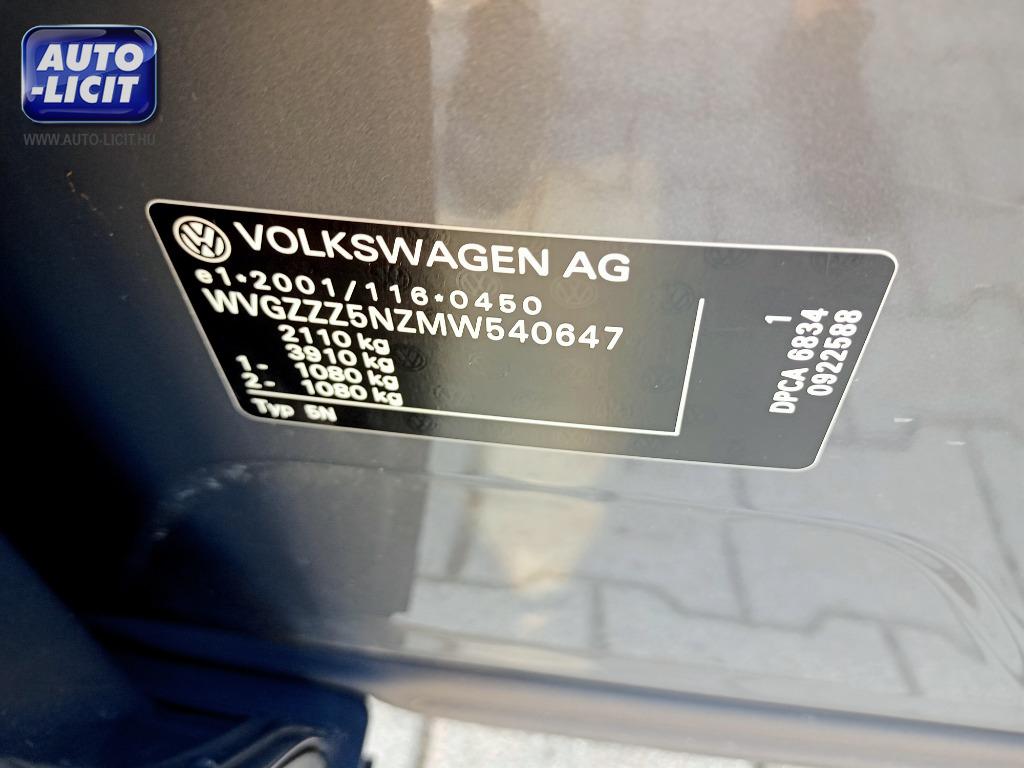 AUTO
-LICIT
WWW.AUTO-LICIT.HU
VOLKSWAGEN AG
e1*2001/116*0450
WVGZZZ5NZMW540647
2110 kg
3910 kg
1- 1080 kg
2- 1080 kg
Typ 5N
1
DPCA 6834
0922588